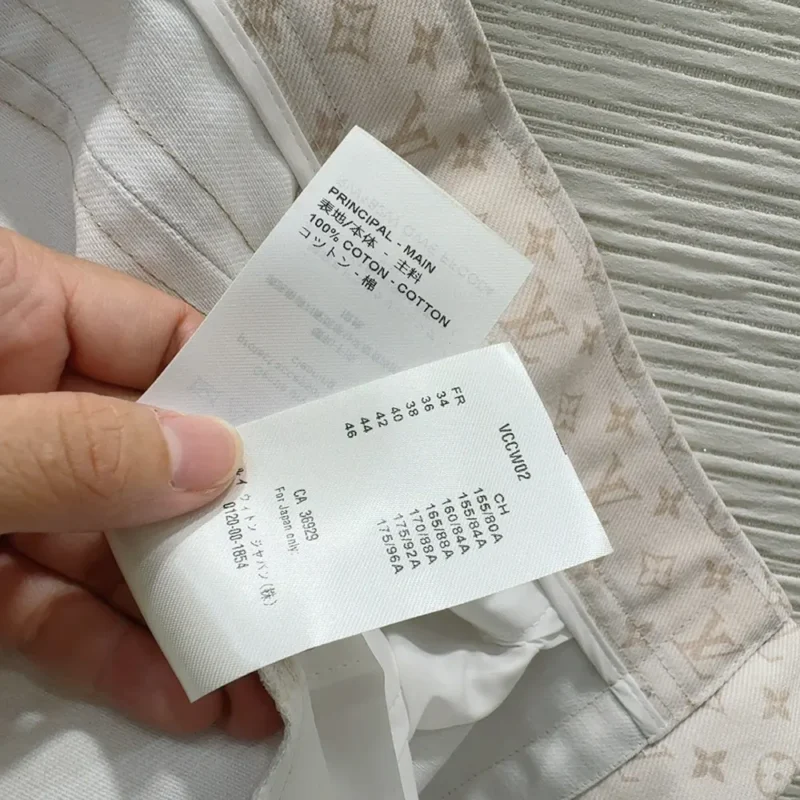 PRINCIPAL - MAIN
表地/本体 - 主料
100% COTON - COTTON
コットン - 棉
VCCW02
FR CH
34 155/80A
36 155/84A
38 160/84A
40 165/88A
42 170/88A
44 175/92A
46 175/96A
CA 36929
For Japan only:
ルイ ヴィトン ジャパン(株)
0120-00-1854